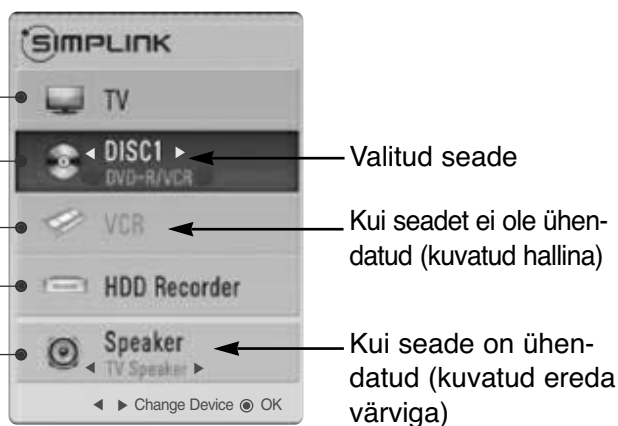 SIMPLINK
TV
DISC1
DVD-R/VCR
Valitud seade
VCR
Kui seadet ei ole ühen-
datud (kuvatud hallina)
HDD Recorder
Speaker
TV Speaker
Kui seade on ühen-
datud (kuvatud ereda
värviga)
◄ ► Change Device ◉ OK